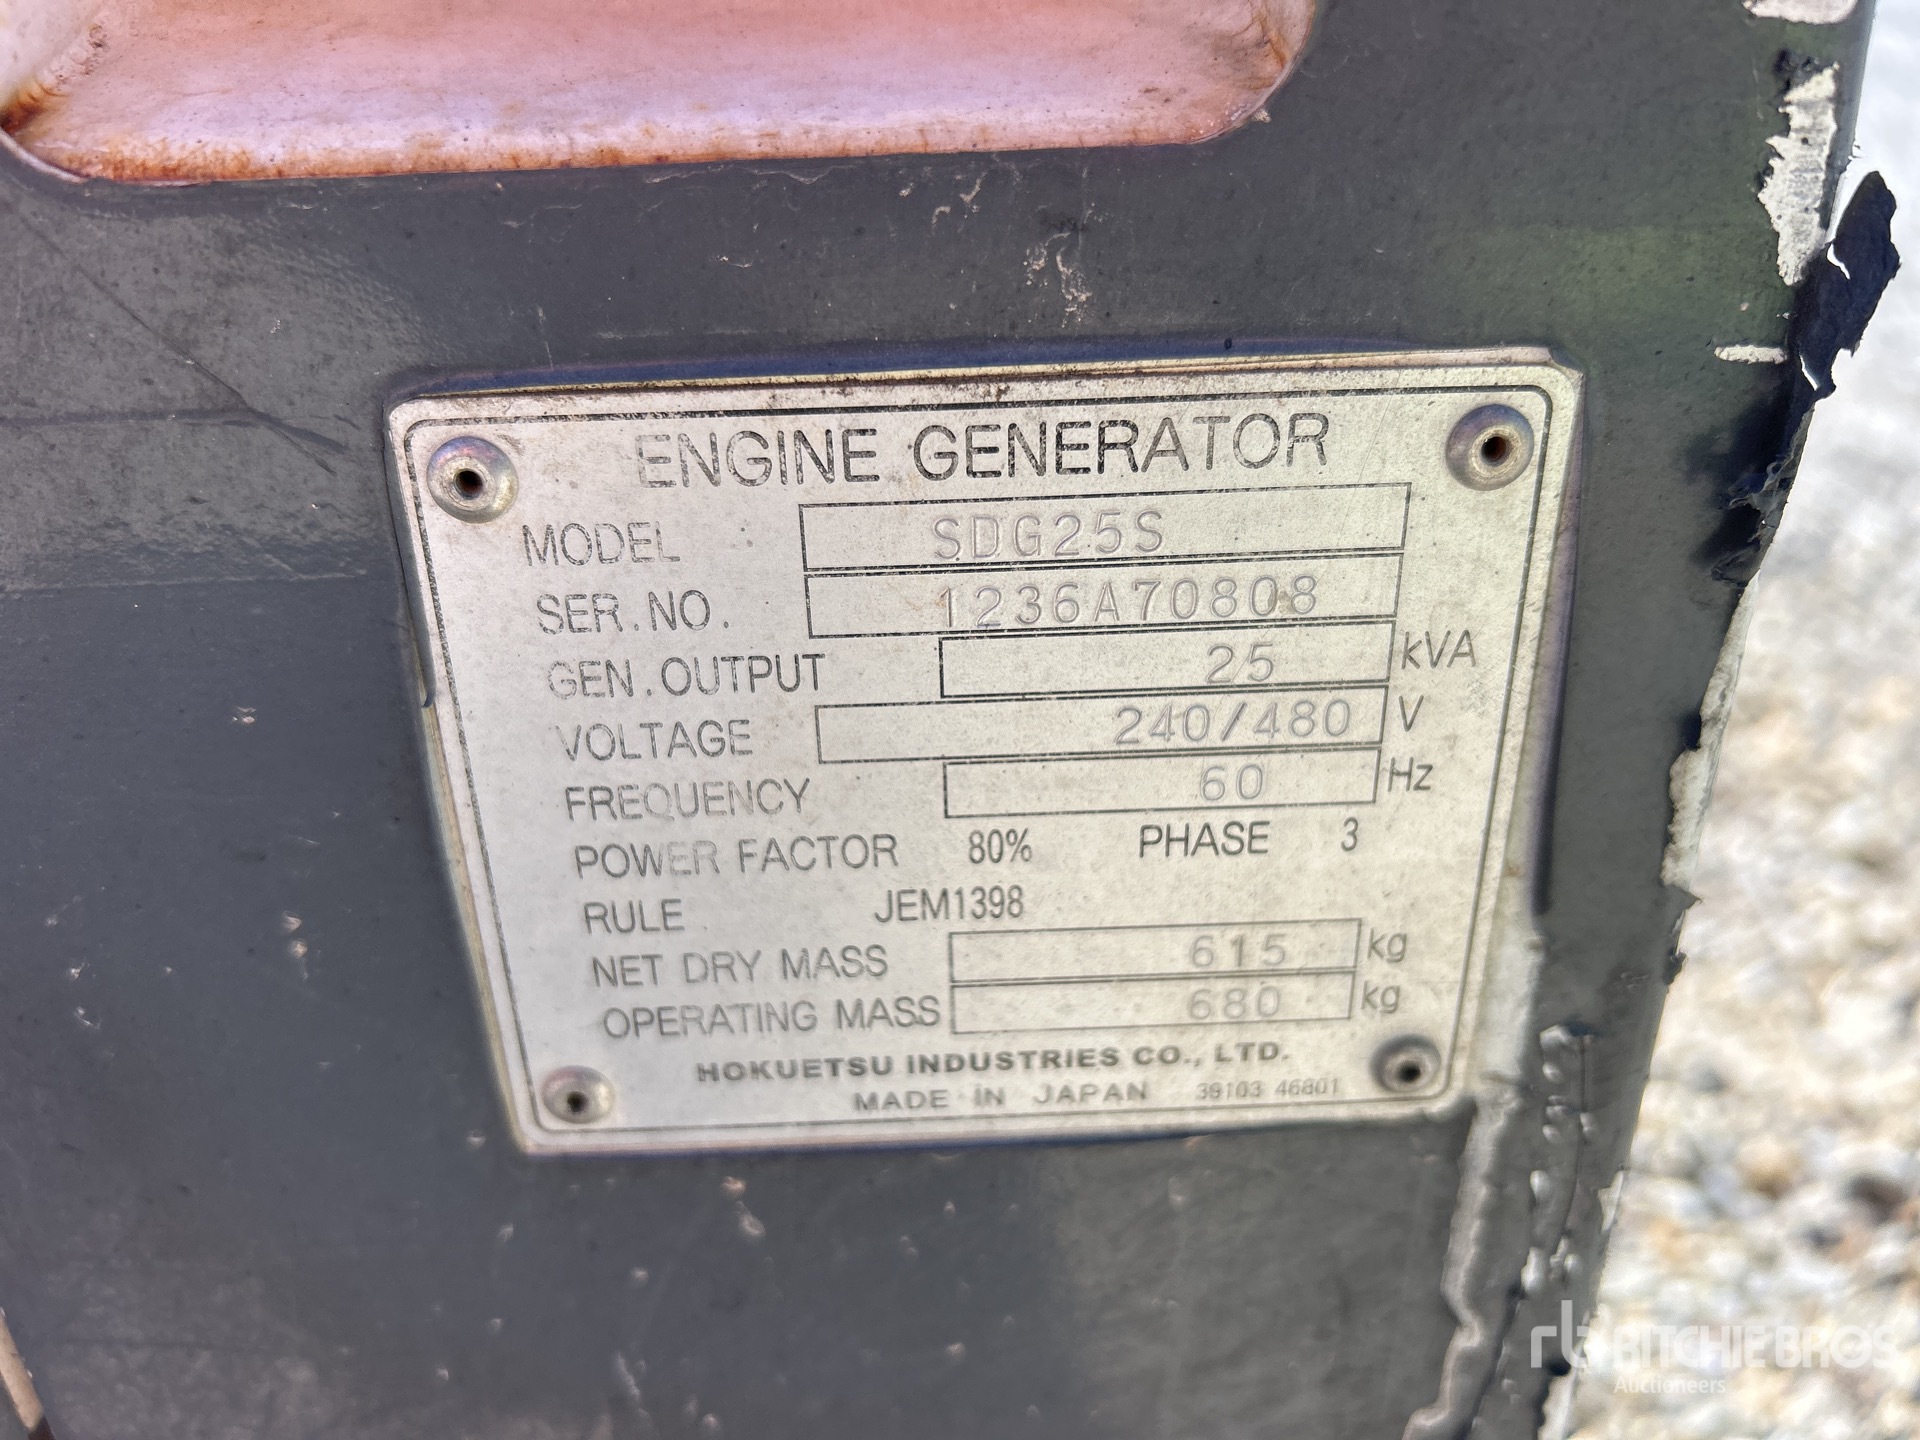 ENGINE GENERATOR
MODEL SDG25S
SER.NO. 1236A70808
GEN.OUTPUT 25 kVA
VOLTAGE 240/480 V
FREQUENCY 60 Hz
POWER FACTOR 80% PHASE 3
RULE JEM1398
NET DRY MASS 615 kg
OPERATING MASS 680 kg
HOKUETSU INDUSTRIES CO., LTD.
MADE IN JAPAN 39103 46801
rb RITCHIE BROS
Auctioneers